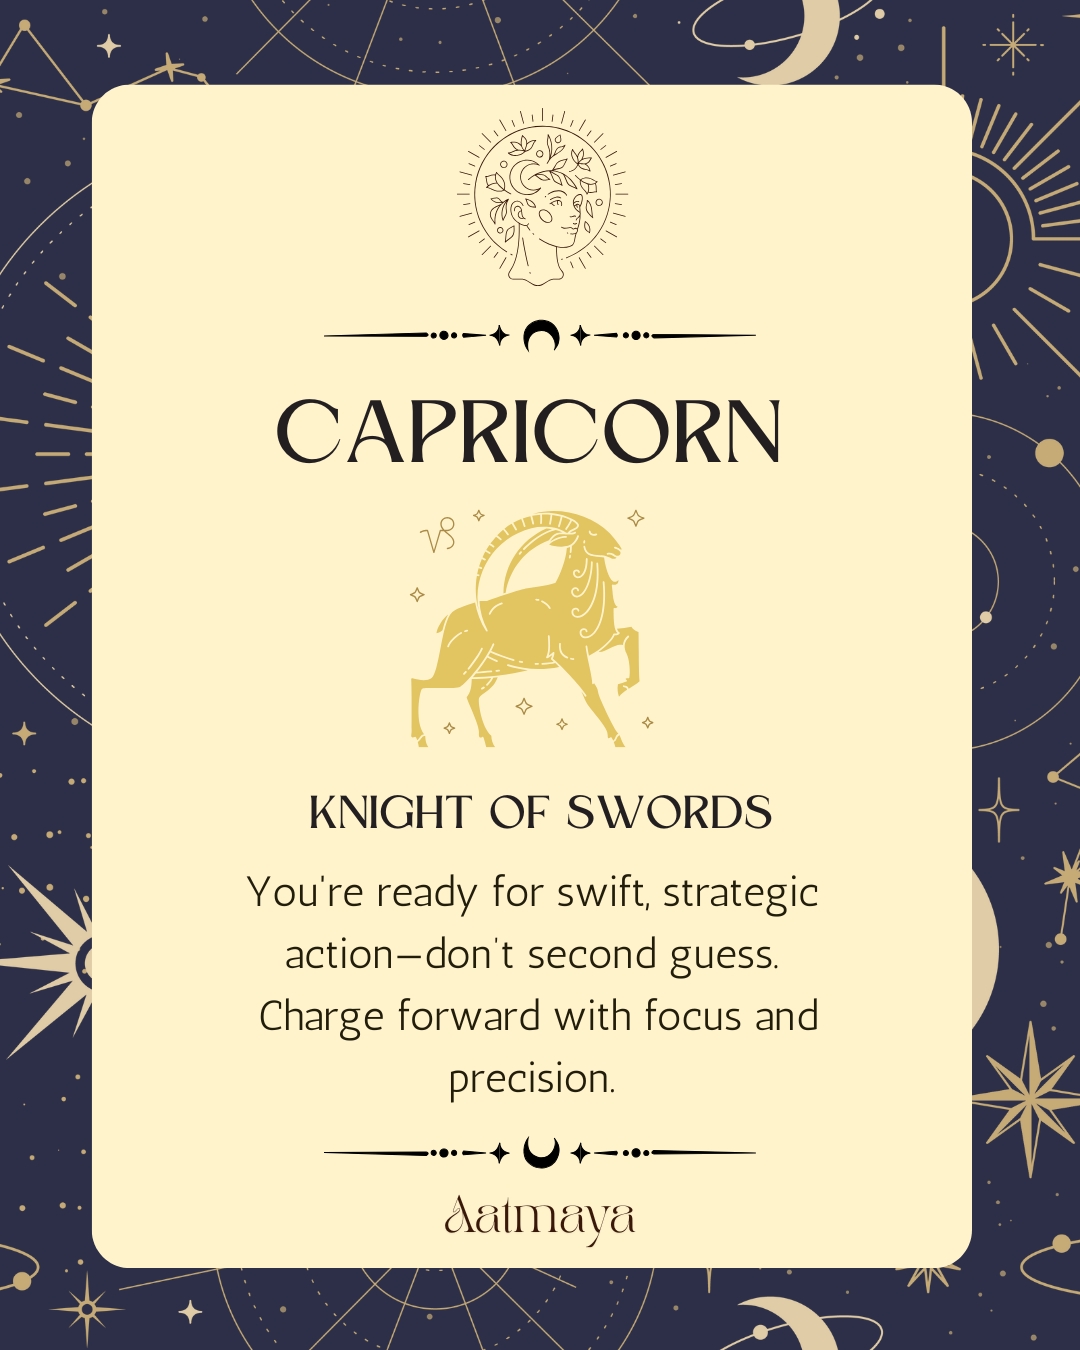 CAPRICORN
KNIGHT OF SWORDS
You're ready for swift, strategic
action—don't second guess.
Charge forward with focus and
precision.
Aatmaya